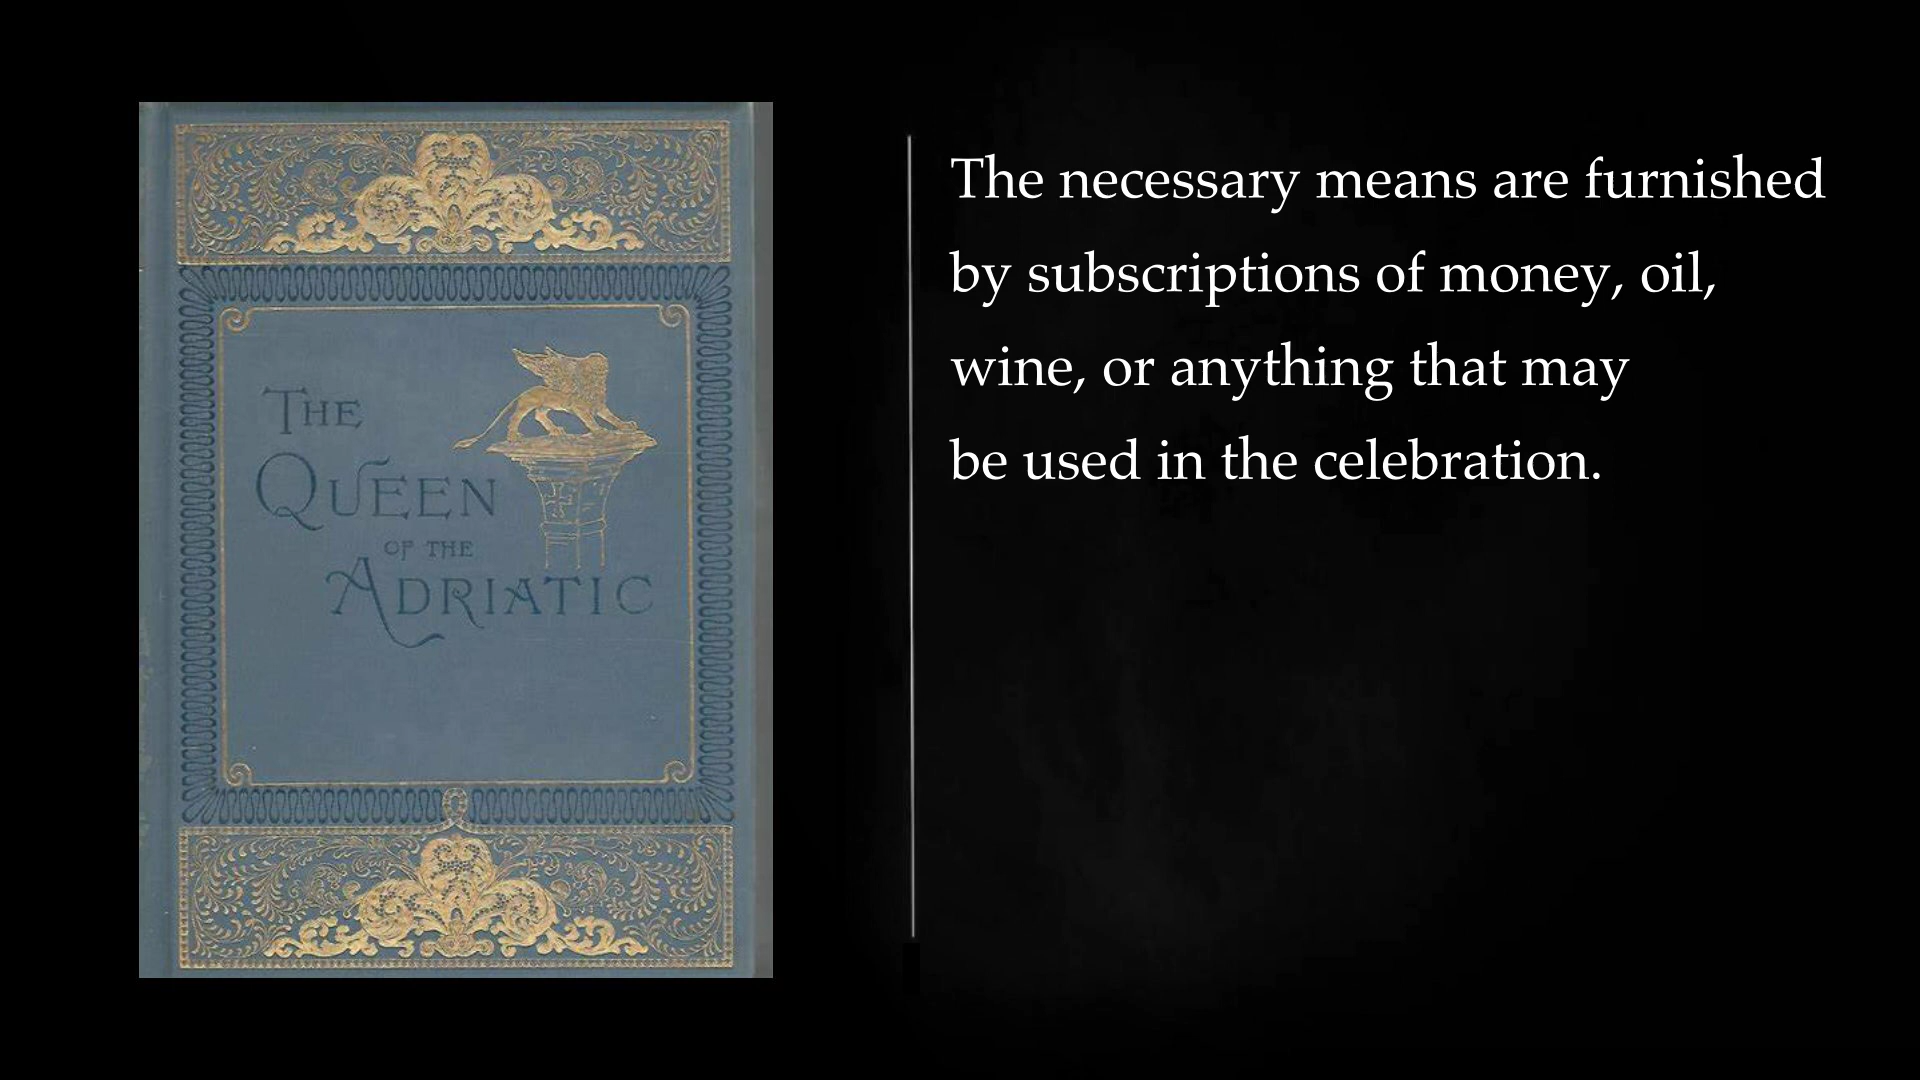 THE
QUEEN
OF THE
ADRIATIC
The necessary means are furnished
by subscriptions of money, oil,
wine, or anything that may
be used in the celebration.